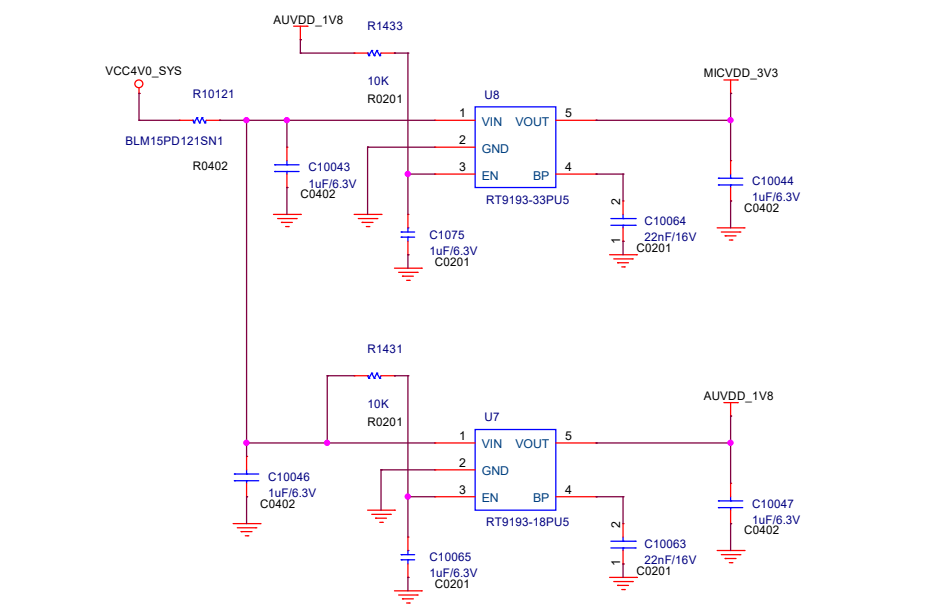 AUVDD_1V8
R1433
VCC4V0_SYS
MICVDD_3V3
10K
R0201
R10121
U8
1
VIN
VOUT
5
BLM15PD121SN1
2
GND
R0402
C10043
1uF/6.3V
C0402
3
EN
BP
4
C10044
1uF/6.3V
C0402
RT9193-33PU5
2
1
C10064
22nF/16V
C0201
C1075
1uF/6.3V
C0201
R1431
10K
R0201
AUVDD_1V8
U7
1
VIN
VOUT
5
2
GND
C10046
1uF/6.3V
C0402
3
EN
BP
4
C10047
1uF/6.3V
C0402
RT9193-18PU5
2
1
C10063
22nF/16V
C0201
C10065
1uF/6.3V
C0201